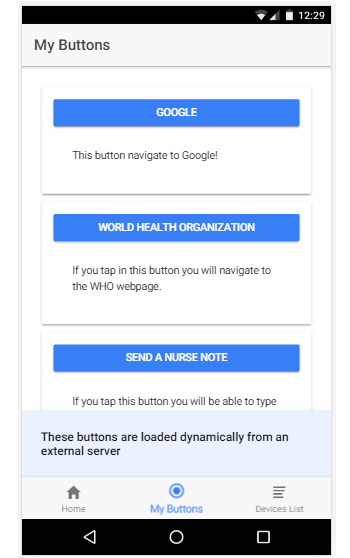 12:29
My Buttons
GOOGLE
This button navigate to Google!
WORLD HEALTH ORGANIZATION
If you tap in this button you will navigate to
the WHO webpage.
SEND A NURSE NOTE
If you tap this button you will be able to type
These buttons are loaded dynamically from an
external server
Home
My Buttons
Devices List